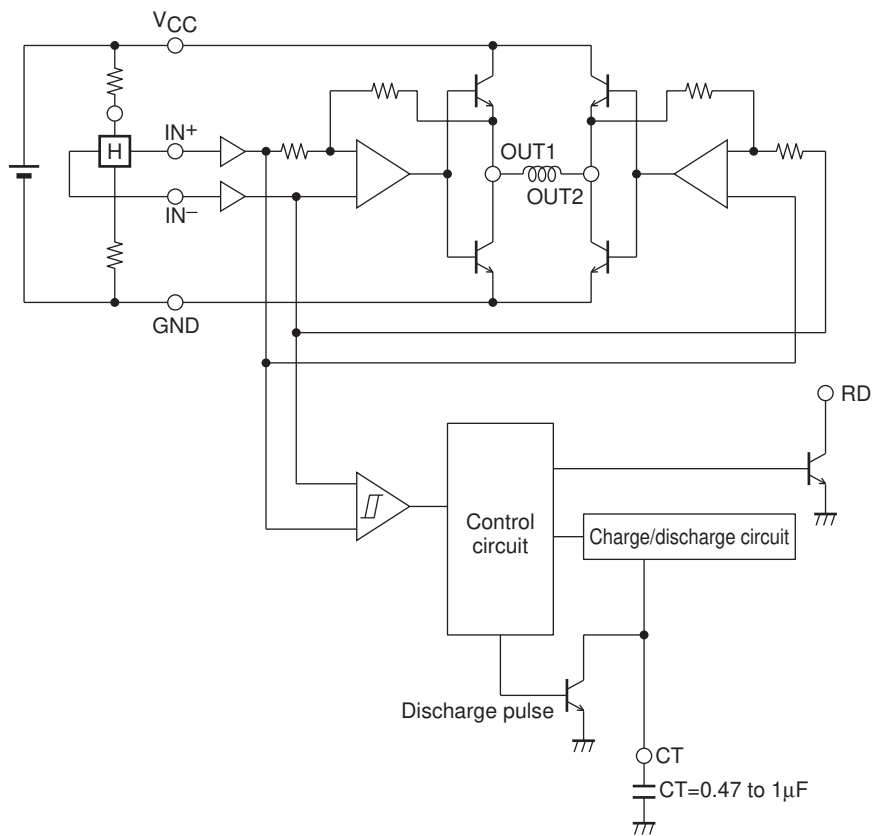 VCC
IN+
H
OUT1
OUT2
IN−
GND
RD
Control
circuit
Charge/discharge circuit
Discharge pulse
CT
CT=0.47 to 1μF